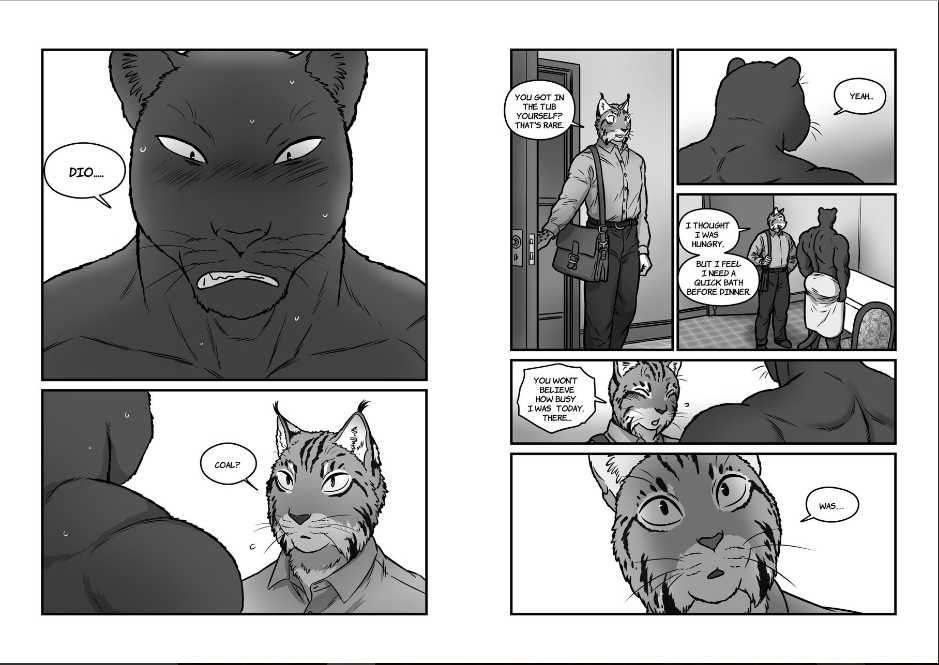 DIO.....
COAL?
YOU GOT IN
THE TUB
YOURSELF?
THAT'S RARE.
YEAH..
I THOUGHT
I WAS
HUNGRY.
BUT I FEEL
I NEED A
QUICK BATH
BEFORE DINNER.
YOU WON'T
BELIEVE
HOW BUSY
I WAS TODAY.
THERE...
WAS...